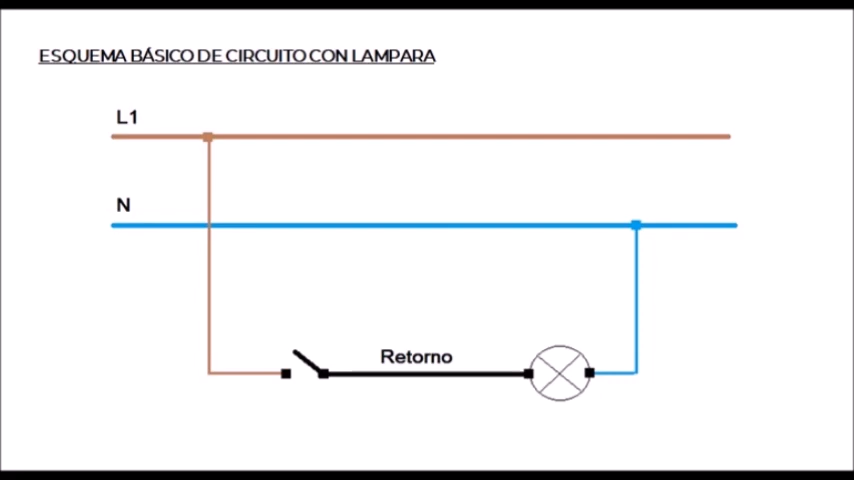 ESQUEMA BÁSICO DE CIRCUITO CON LAMPARA
L1
N
Retorno